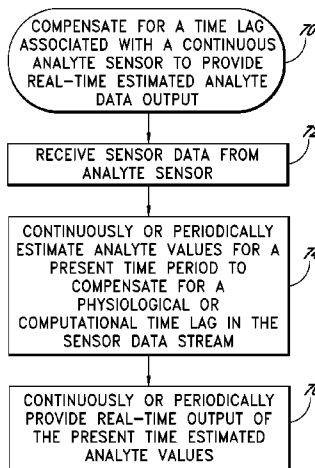 COMPENSATE FOR A TIME LAG
ASSOCIATED WITH A CONTINUOUS
ANALYTE SENSOR TO PROVIDE
REAL-TIME ESTIMATED ANALYTE
DATA OUTPUT
70
RECEIVE SENSOR DATA FROM
ANALYTE SENSOR
72
CONTINUOUSLY OR PERIODICALLY
ESTIMATE ANALYTE VALUES FOR A
PRESENT TIME PERIOD TO
COMPENSATE FOR A
PHYSIOLOGICAL OR
COMPUTATIONAL TIME LAG IN THE
SENSOR DATA STREAM
74
CONTINUOUSLY OR PERIODICALLY
PROVIDE REAL-TIME OUTPUT OF
THE PRESENT TIME ESTIMATED
ANALYTE VALUES
76